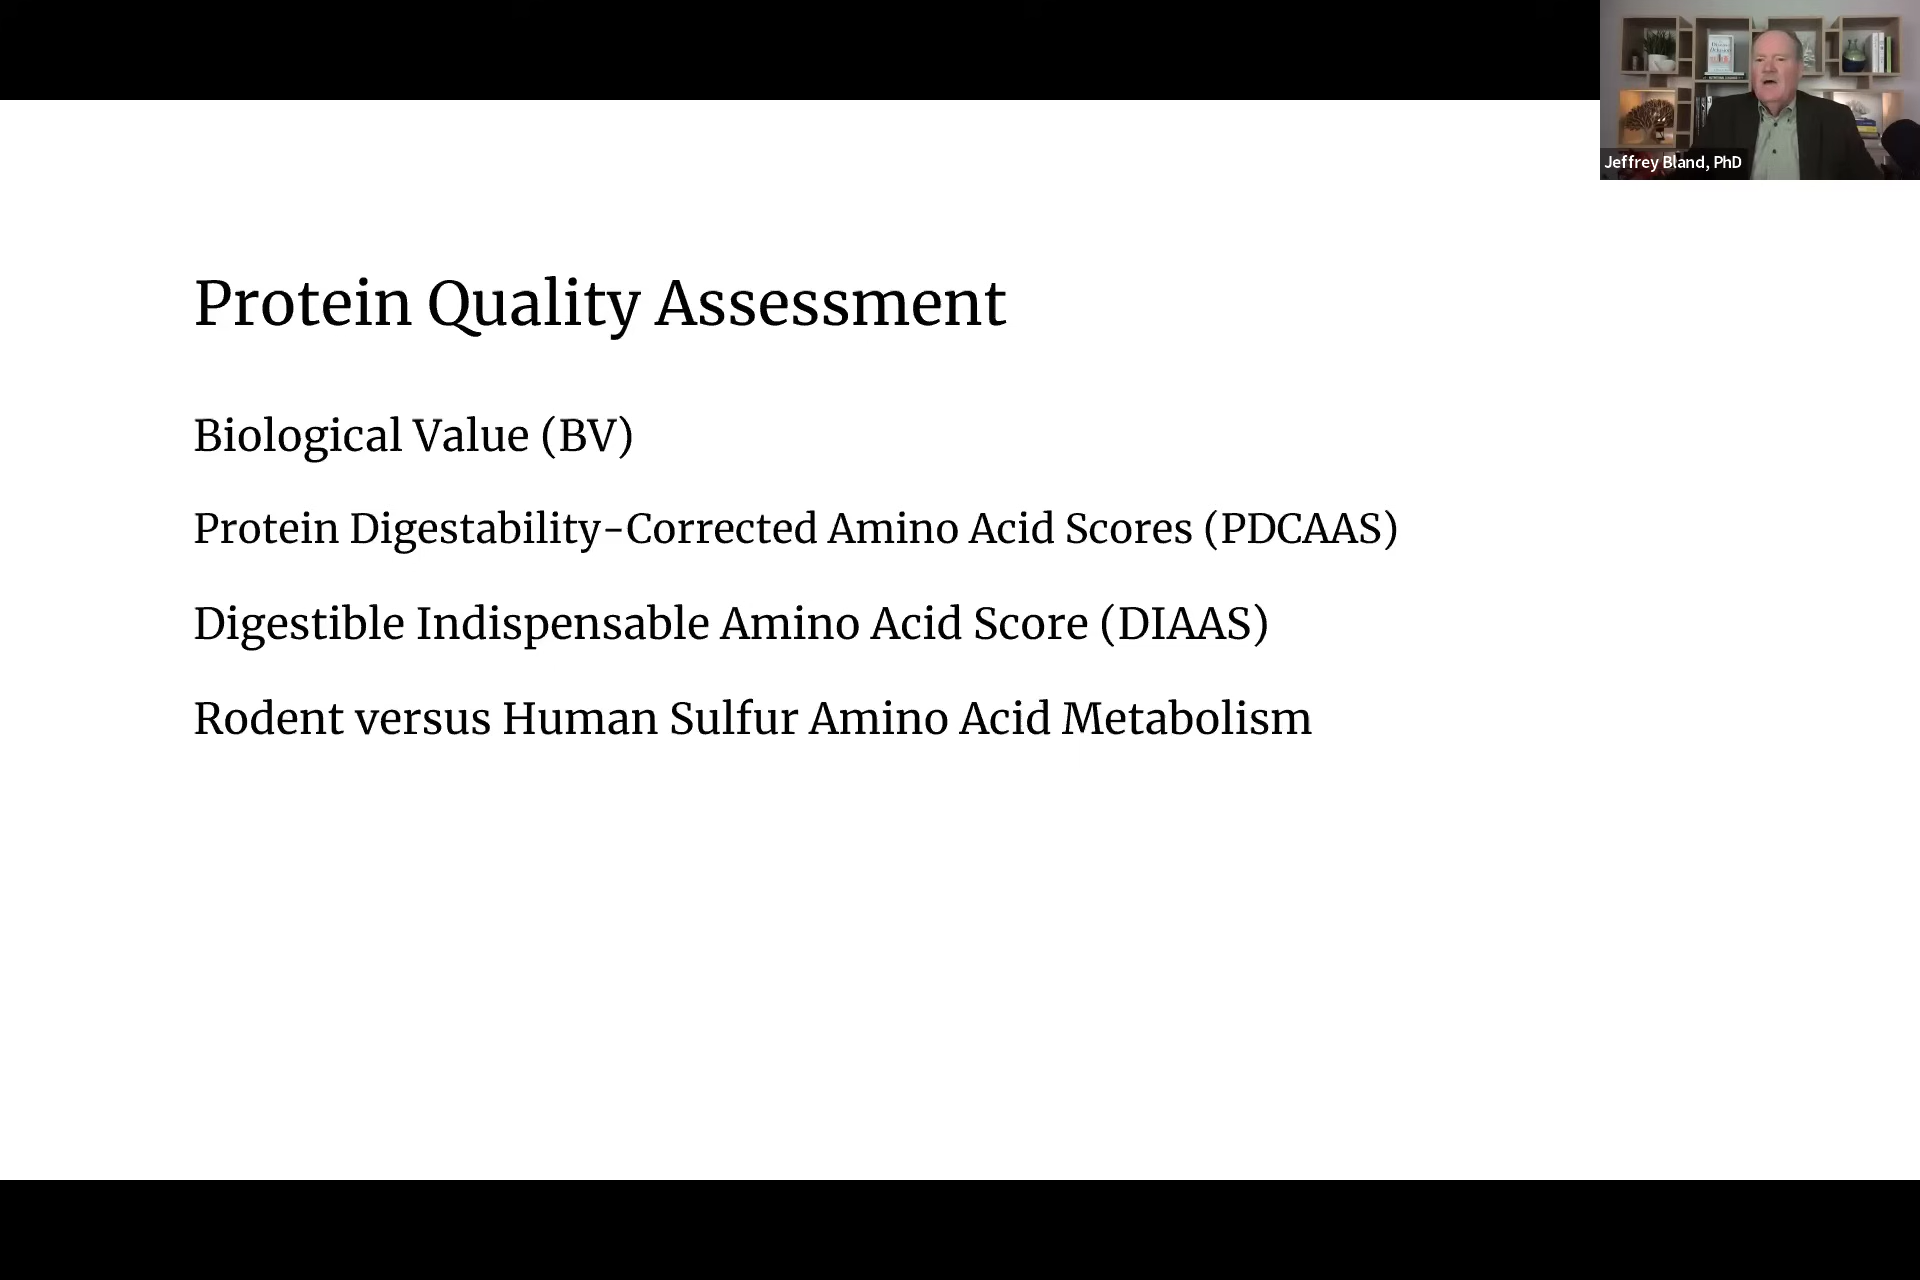 Jeffrey Bland, PhD
Protein Quality Assessment
Biological Value (BV)
Protein Digestability-Corrected Amino Acid Scores (PDCAAS)
Digestible Indispensable Amino Acid Score (DIAAS)
Rodent versus Human Sulfur Amino Acid Metabolism